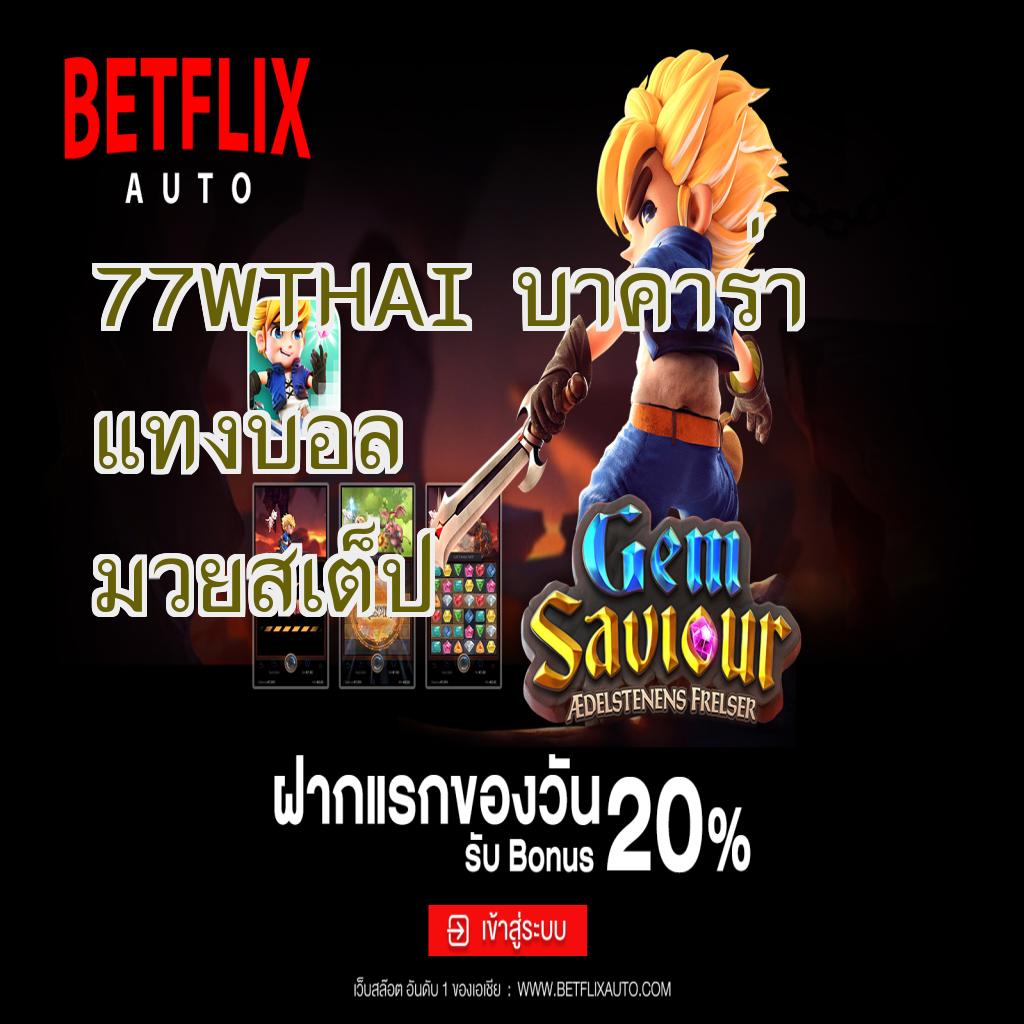 BETFLIX
AUTO
77WTHAI บาคาร่า
แทงบอล
มวยสเต็ป
Gem
Saviour
ÆDELSTENENS FRELSER
ฝากแรกของวัน 20%
รับ Bonus
เข้าสู่ระบบ
เว็บสล๊อต อันดับ 1 ของเอเชีย : WWW.BETFLIXAUTO.COM